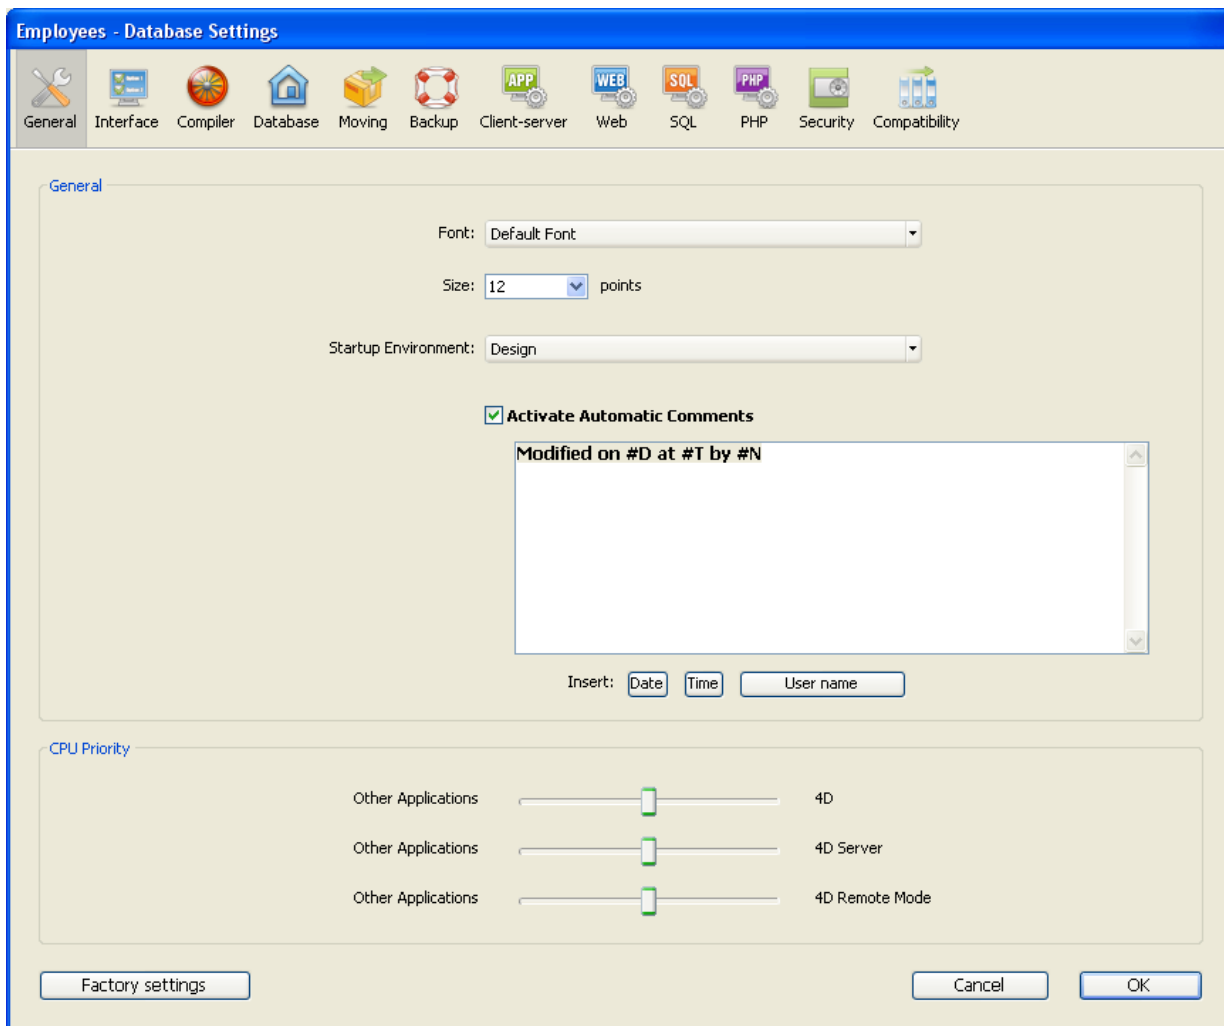 Employees - Database Settings
APP WEB SQL PHP
General Interface Compiler Database Moving Backup Client-server Web SQL PHP Security Compatibility
General
Font: Default Font
Size: 12 points
Startup Environment: Design
Activate Automatic Comments
Modified on #D at #T by #N
Insert: Date Time User name
CPU Priority
Other Applications 4D
Other Applications 4D Server
Other Applications 4D Remote Mode
Factory settings Cancel OK